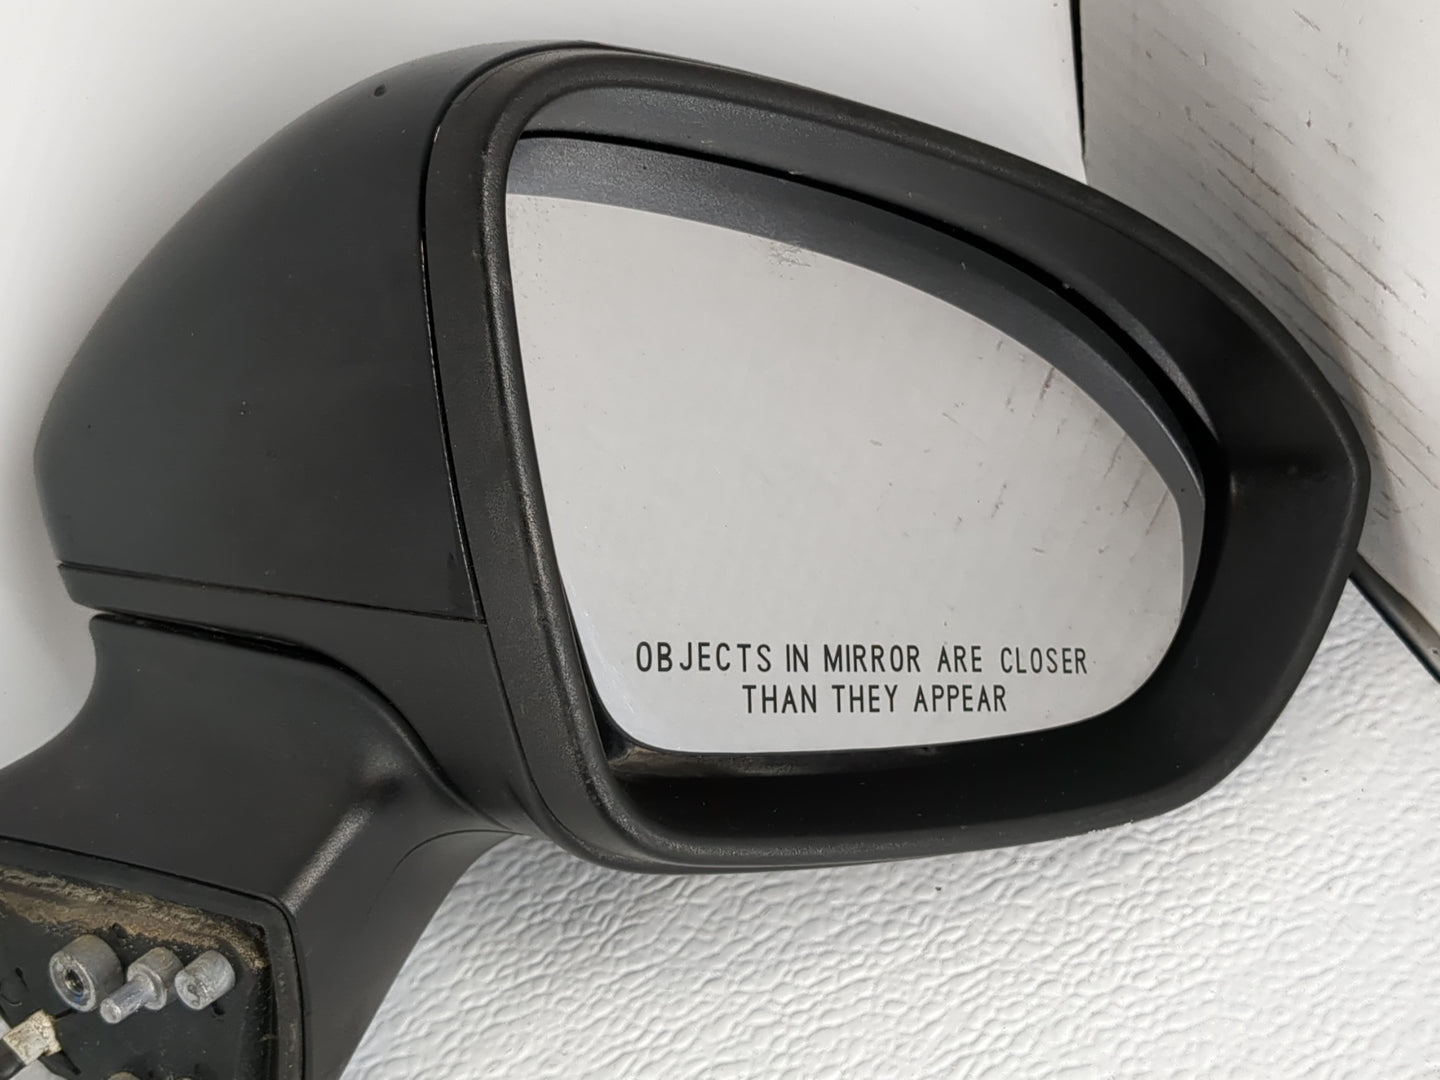 OBJECTS IN MIRROR ARE CLOSER
THAN THEY APPEAR